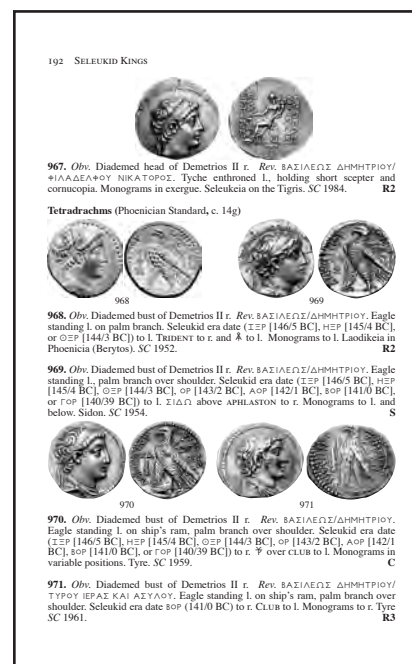 192 SELEUKID KINGS
967. Obv. Diademed head of Demetrios II r. Rev. ΒΑΣΙΛΕΩΣ ΔΗΜΗΤΡΙΟΥ/
ΦΙΛΑΔΕΛΦΟΥ ΝΙΚΑΤΟΡΟΣ. Tyche enthroned l., holding short scepter and
cornucopia. Monograms in exergue. Seleukeia on the Tigris. SC 1984. R2
Tetradrachms (Phoenician Standard, c. 14g)
968 969
968. Obv. Diademed bust of Demetrios II r. Rev. ΒΑΣΙΛΕΩΣ/ΔΗΜΗΤΡΙΟΥ. Eagle
standing l. on palm branch. Seleukid era date (ΙΞΡ [146/5 BC], ΗΞΡ [145/4 BC],
or ΘΞΡ [144/3 BC]) to l. TRIDENT to r. and to l. Monograms to l. Laodikeia in
Phoenicia (Berytos). SC 1952. R2
969. Obv. Diademed bust of Demetrios II r. Rev. ΒΑΣΙΛΕΩΣ/ΔΗΜΗΤΡΙΟΥ. Eagle
standing l., palm branch over shoulder. Seleukid era date (ΙΞΡ [146/5 BC], ΗΞΡ
[145/4 BC], ΘΞΡ [144/3 BC], ΟΡ [143/2 BC], ΑΟΡ [142/1 BC], ΒΟΡ [141/0 BC],
or ΓΟΡ [140/39 BC]) to l. ΣΙΔΩ above APHLASTON to r. Monograms to l. and
below. Sidon. SC 1954. S
970 971
970. Obv. Diademed bust of Demetrios II r. Rev. ΒΑΣΙΛΕΩΣ/ΔΗΜΗΤΡΙΟΥ.
Eagle standing l. on ship's ram, palm branch over shoulder. Seleukid era date
(ΙΞΡ [146/5 BC], ΗΞΡ [145/4 BC], ΘΞΡ [144/3 BC], ΟΡ [143/2 BC], ΑΟΡ [142/1
BC], ΒΟΡ [141/0 BC], or ΓΟΡ [140/39 BC]) to r. over CLUB to l. Monograms in
variable positions. Tyre. SC 1959. C
971. Obv. Diademed bust of Demetrios II r. Rev. ΒΑΣΙΛΕΩΣ ΔΗΜΗΤΡΙΟΥ/
ΤΥΡΟΥ ΙΕΡΑΣ ΚΑΙ ΑΣΥΛΟΥ. Eagle standing l. on ship's ram, palm branch over
shoulder. Seleukid era date ΒΟΡ (141/0 BC) to r. CLUB to l. Monograms to r. Tyre
SC 1961. R3